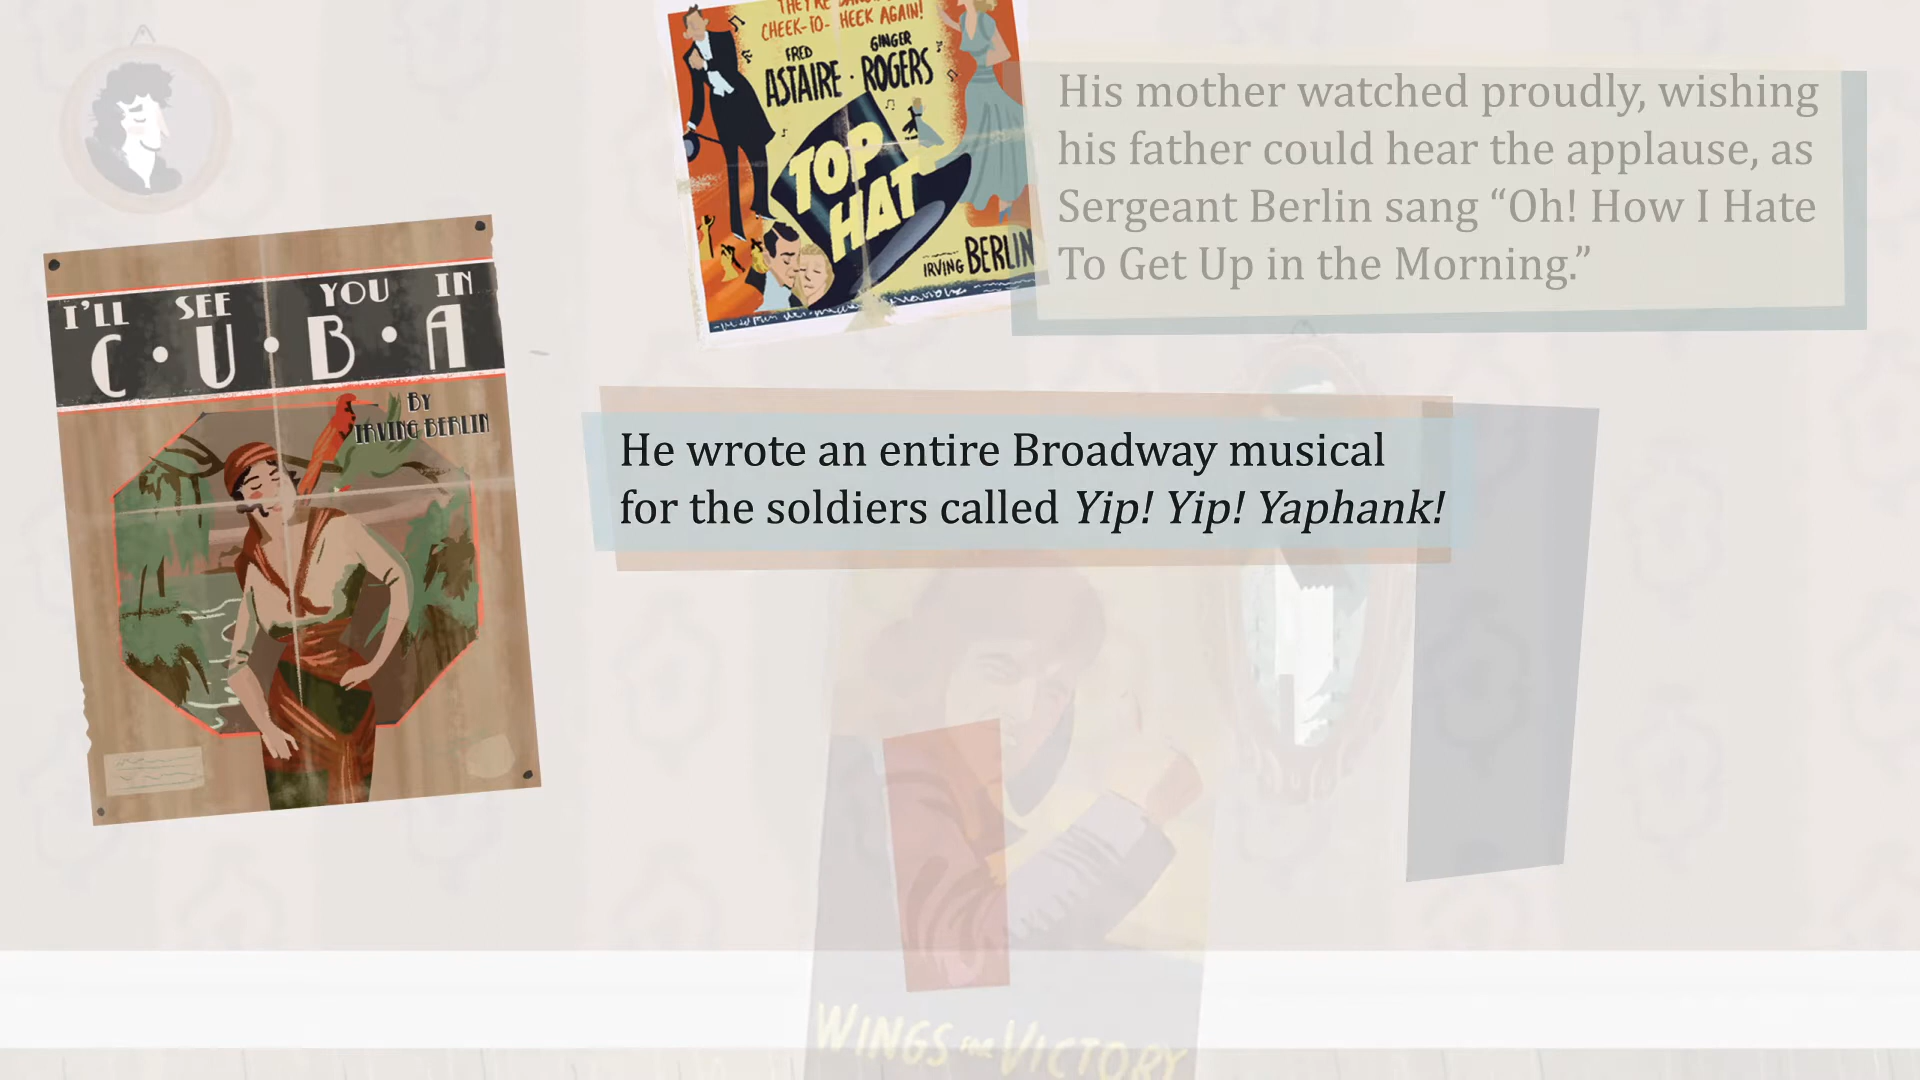 THEY'RE
CHEEK-TO-CHEEK AGAIN!
FRED
ASTAIRE · GINGER
ROGERS
TOP
HAT
IRVING BERLIN
His mother watched proudly, wishing
his father could hear the applause, as
Sergeant Berlin sang “Oh! How I Hate
To Get Up in the Morning.”
I'LL SEE YOU IN
C·U·B·A
BY
IRVING BERLIN
He wrote an entire Broadway musical
for the soldiers called Yip! Yip! Yaphank!
WINGS FOR VICTORY